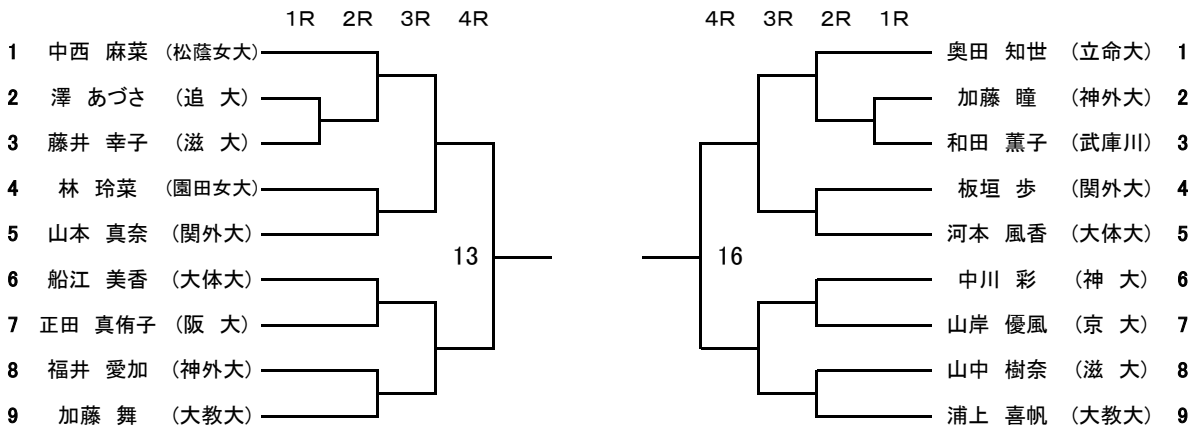 1R 2R 3R 4R 4R 3R 2R 1R
1 中西 麻菜 (松蔭女大) 奥田 知世 (立命大) 1
2 澤 あづさ (追 大) 加藤 瞳 (神外大) 2
3 藤井 幸子 (滋 大) 和田 薫子 (武庫川) 3
4 林 玲菜 (園田女大) 板垣 歩 (関外大) 4
5 山本 真奈 (関外大) 河本 風香 (大体大) 5
13 16
6 船江 美香 (大体大) 中川 彩 (神 大) 6
7 正田 真侑子 (阪 大) 山岸 優風 (京 大) 7
8 福井 愛加 (神外大) 山中 樹奈 (滋 大) 8
9 加藤 舞 (大教大) 浦上 喜帆 (大教大) 9